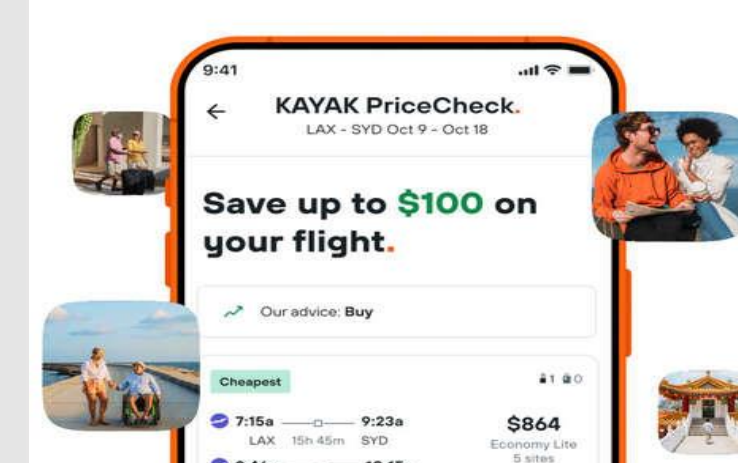 9:41
KAYAK PriceCheck.
LAX - SYD Oct 9 - Oct 18
Save up to $100 on
your flight.
Our advice: Buy
Cheapest
1 0
7:15a 9:23a $864
LAX 15h 45m SYD Economy Lite
5 sites